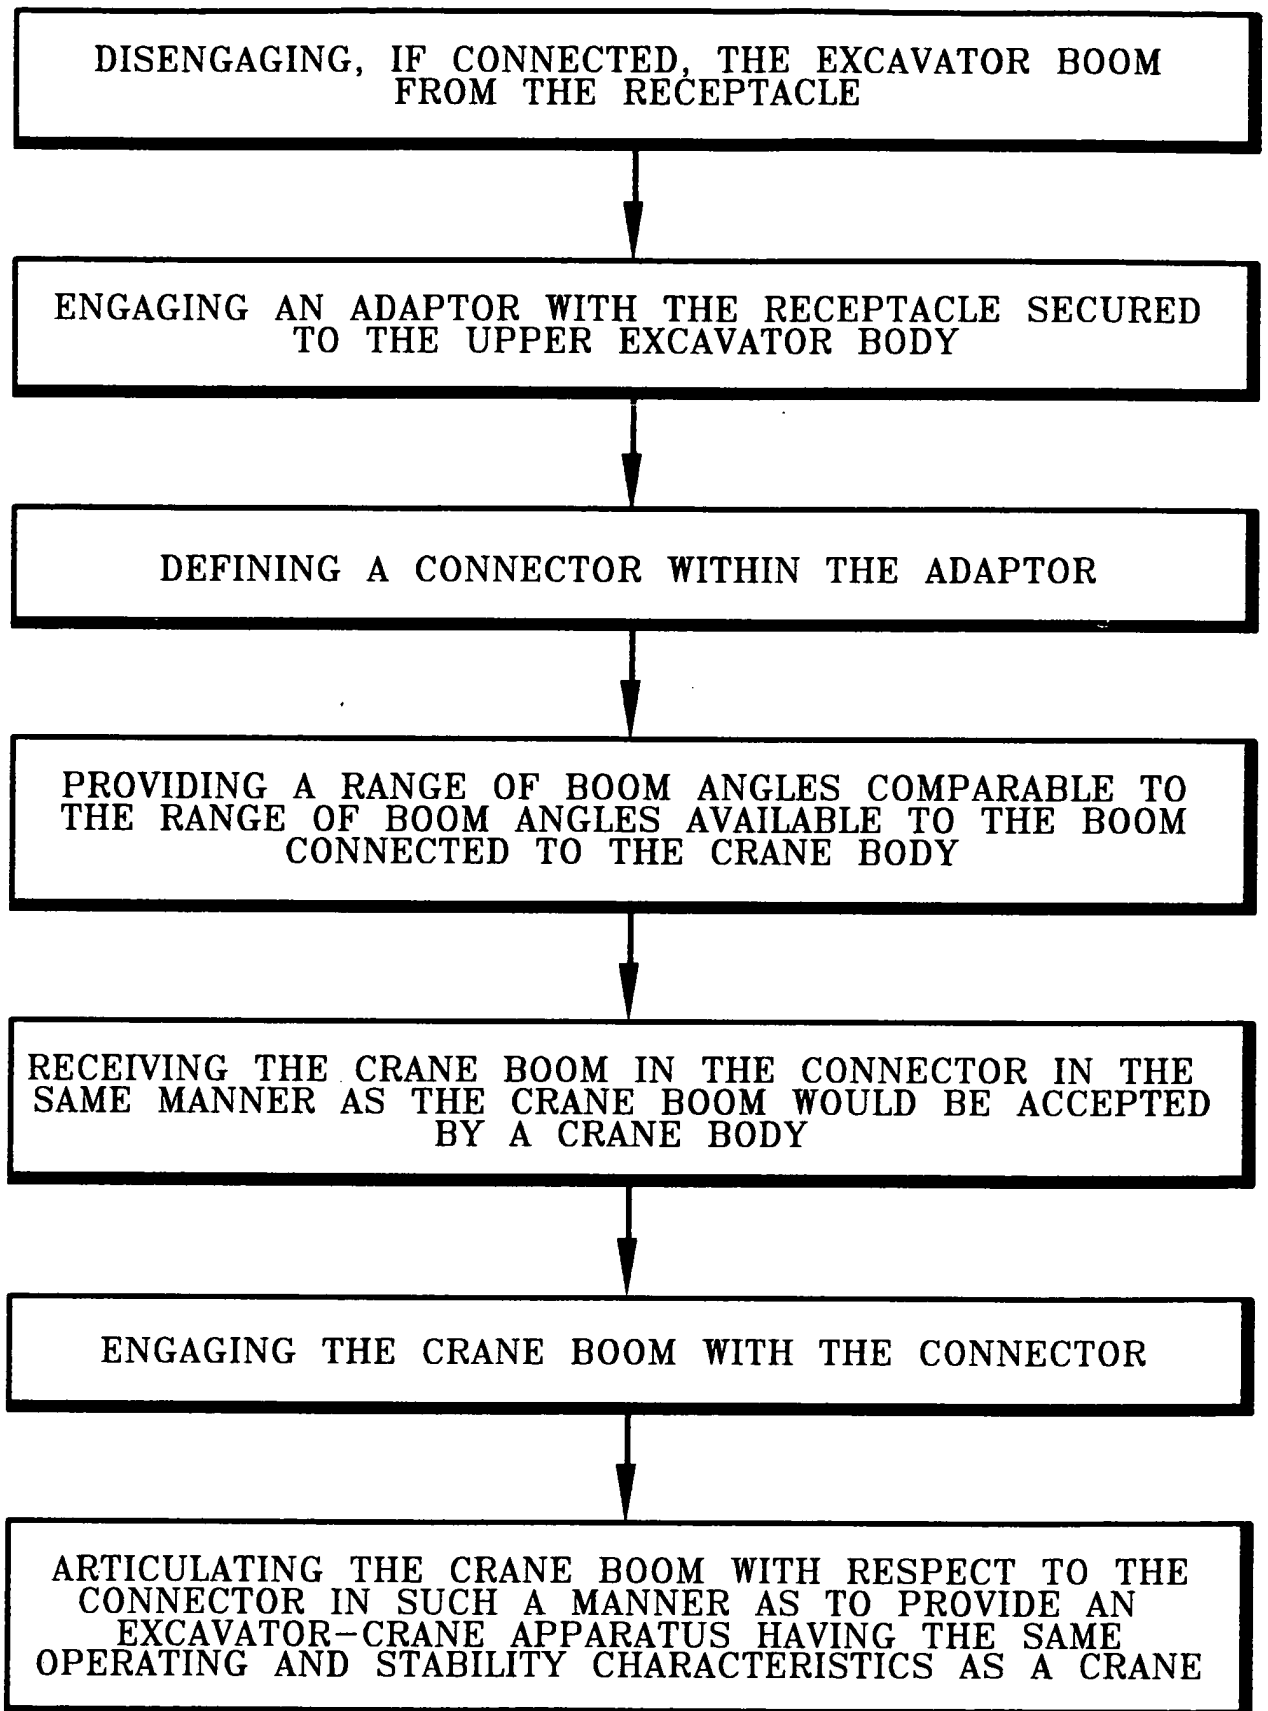 DISENGAGING, IF CONNECTED, THE EXCAVATOR BOOM
FROM THE RECEPTACLE
ENGAGING AN ADAPTOR WITH THE RECEPTACLE SECURED
TO THE UPPER EXCAVATOR BODY
DEFINING A CONNECTOR WITHIN THE ADAPTOR
PROVIDING A RANGE OF BOOM ANGLES COMPARABLE TO
THE RANGE OF BOOM ANGLES AVAILABLE TO THE BOOM
CONNECTED TO THE CRANE BODY
RECEIVING THE CRANE BOOM IN THE CONNECTOR IN THE
SAME MANNER AS THE CRANE BOOM WOULD BE ACCEPTED
BY A CRANE BODY
ENGAGING THE CRANE BOOM WITH THE CONNECTOR
ARTICULATING THE CRANE BOOM WITH RESPECT TO THE
CONNECTOR IN SUCH A MANNER AS TO PROVIDE AN
EXCAVATOR-CRANE APPARATUS HAVING THE SAME
OPERATING AND STABILITY CHARACTERISTICS AS A CRANE